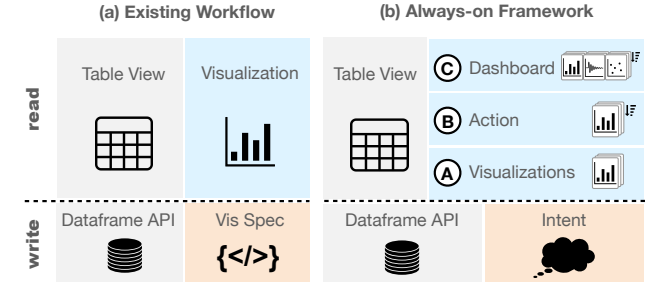 (a) Existing Workflow
(b) Always-on Framework
read
Table View
Visualization
Table View
C Dashboard
B Action
A Visualizations
write
Dataframe API
Vis Spec
{</>}
Dataframe API
Intent